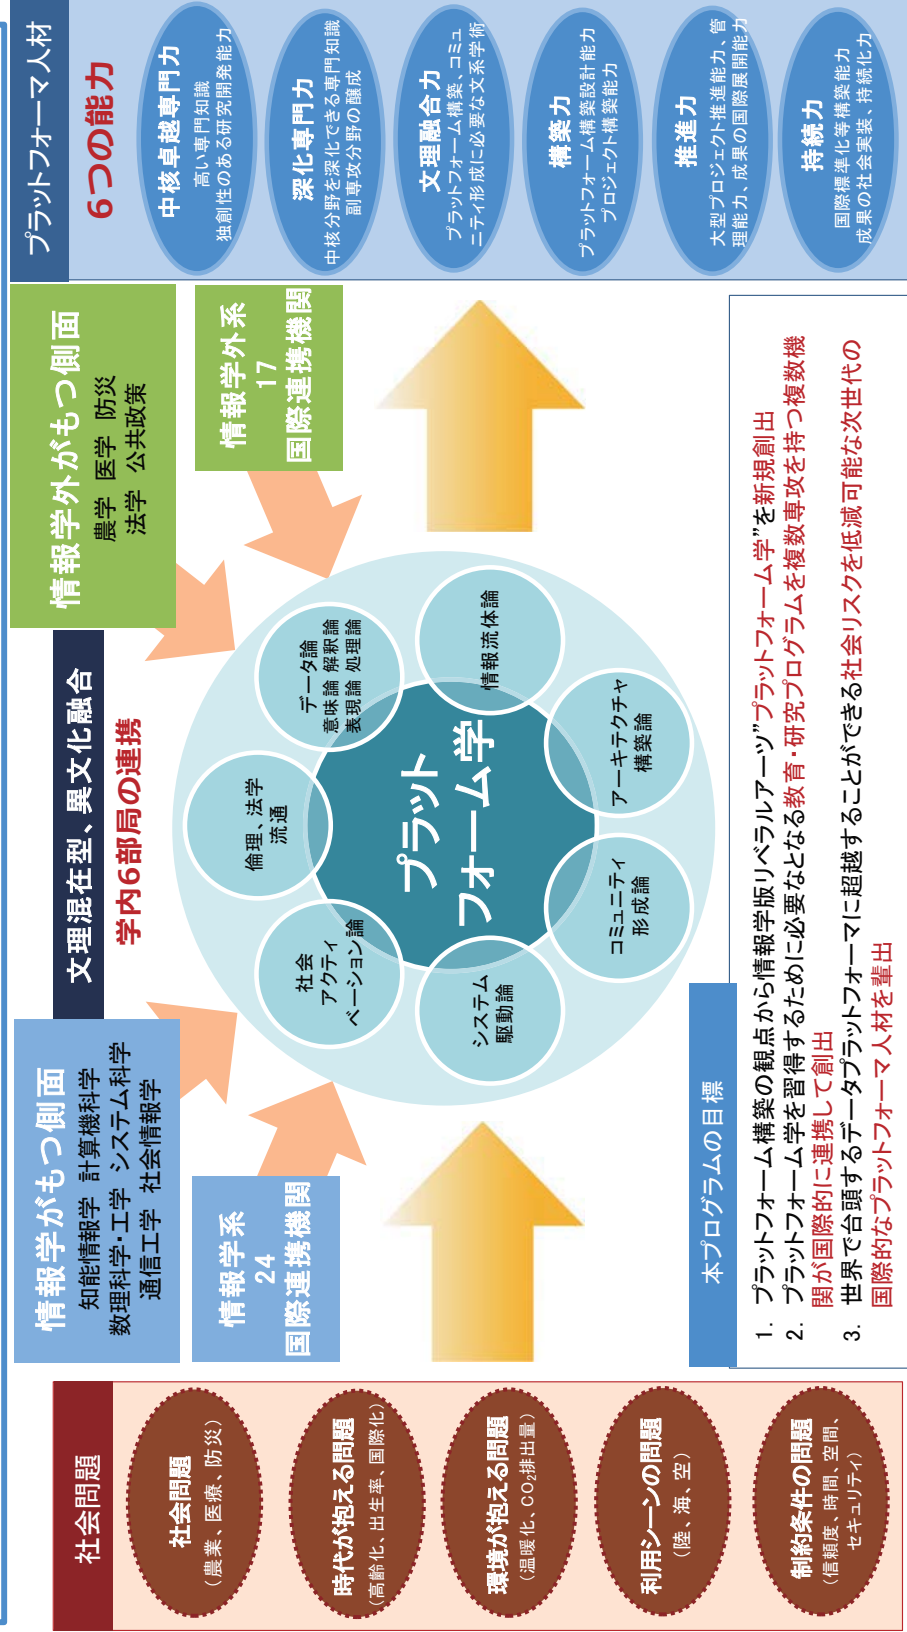 社会問題
社会問題
（農業、医療、防災）
時代が抱える問題
（高齢化、出生率、国際化）
環境が抱える問題
（温暖化、CO₂排出量）
利用シーンの問題
（陸、海、空）
制約条件の問題
（信頼度、時間、空間、
セキュリティ）
情報学がもつ側面
知能情報学 計算機科学
数理科学・工学 システム科学
通信工学 社会情報学
情報学系
24
国際連携機関
文理混在型、異文化融合
学内6部局の連携
情報学外がもつ側面
農学 医学 防災
法学 公共政策
情報学外系
17
国際連携機関
プラット
フォーム学
倫理、法学
流通
データ論
意味論 解釈論
表現論 処理論
情報流体論
アーキテクチャ
構築論
コミュニティ
形成論
システム
駆動論
社会
アクティ
ベーション論
本プログラムの目標
1. プラットフォーム構築の観点から情報学版リベラルアーツ”プラットフォーム学”を新規創出
2. プラットフォーム学を習得するために必要なとなる教育・研究プログラムを複数専攻を持つ複数機
関が国際的に連携して創出
3. 世界で台頭するデータプラットフォーマに超越することができる社会リスクを低減可能な次世代の
国際的なプラットフォーマ人材を輩出
プラットフォーマ人材
6つの能力
中核卓越専門力
高い専門知識
独創性のある研究開発能力
深化専門力
中核分野を深化できる専門知識
副専攻分野の醸成
文理融合力
プラットフォーム構築、コミュ
ニティ形成に必要な文系学術
構築力
プラットフォーム構築設計能力
プロジェクト構築能力
推進力
大型プロジェクト推進能力、管
理能力、成果の国際展開能力
持続力
国際標準化等構築能力
成果の社会実装、持続化力